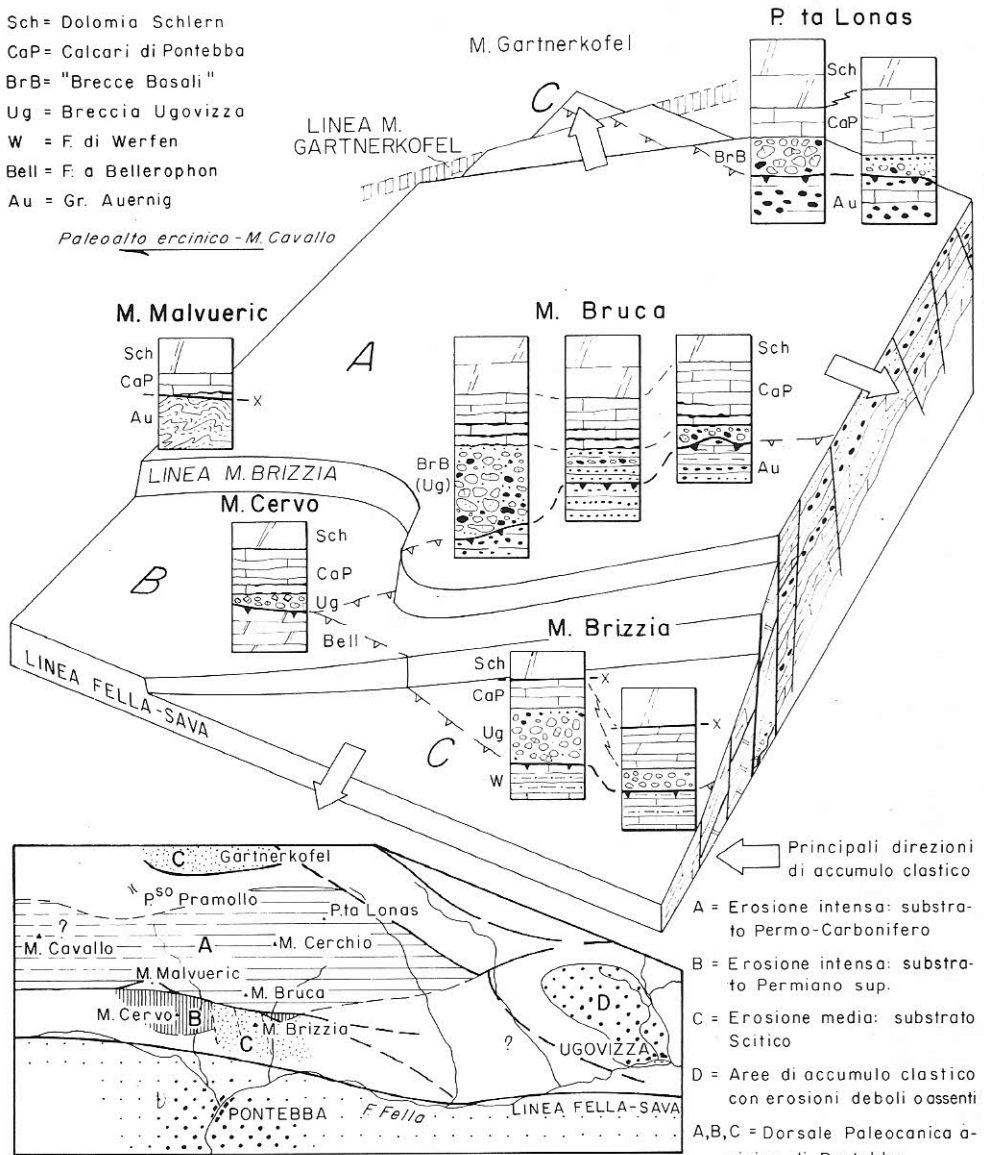 Sch = Dolomia Schlern
CaP = Calcari di Pontebba
BrB = "Brecce Basali"
Ug = Breccia Ugovizza
W = F. di Werfen
Bell = F. a Bellerophon
Au = Gr. Auernig
Paleoalto ercinico - M. Cavallo
M. Gartnerkofel
C
LINEA M.
GARTNERKOFEL
P. ta Lonas
Sch
CaP
BrB
Au
M. Malvueric
Sch
CaP
Au
X
A
M. Bruca
Sch
CaP
BrB
(Ug)
Au
LINEA M. BRIZZIA
M. Cervo
Sch
CaP
Ug
Bell
B
M. Brizzia
Sch
X
CaP
Ug
W
X
C
LINEA FELLA-SAVA
C
Gartnerkofel
P.so Pramollo
P.ta Lonas
?
M. Cavallo
A
M. Cerchio
M. Malvueric
M. Bruca
M. Cervo
B
M. Brizzia
C
D
?
UGOVIZZA
PONTEBBA
F. Fella
LINEA FELLA-SAVA
Principali direzioni
di accumulo clastico
A = Erosione intensa: substra-
to Permo-Carbonifero
B = Erosione intensa: substra-
to Permiano sup.
C = Erosione media: substrato
Scitico
D = Aree di accumulo clastico
con erosioni deboli o assenti
A,B,C = Dorsale Paleocanica a-